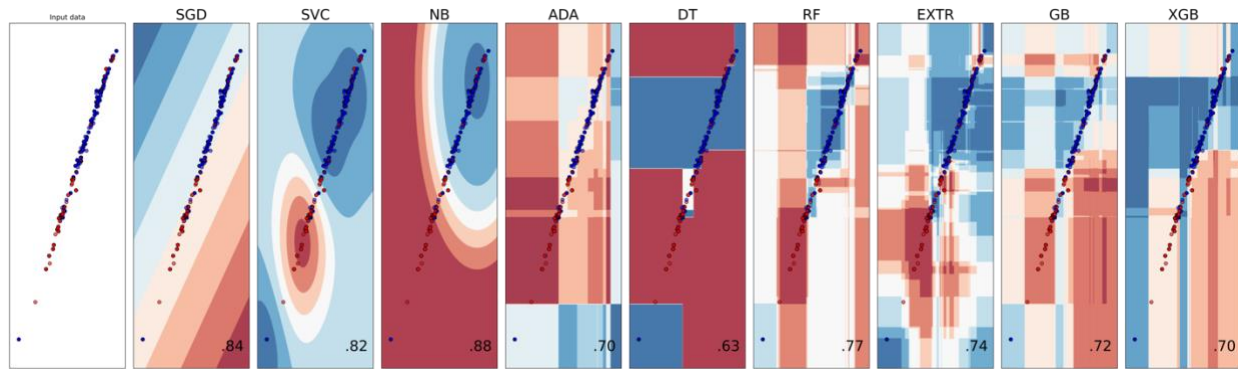 Input data
SGD
SVC
NB
ADA
DT
RF
EXTR
GB
XGB
.84
.82
.88
.70
.63
.77
.74
.72
.70